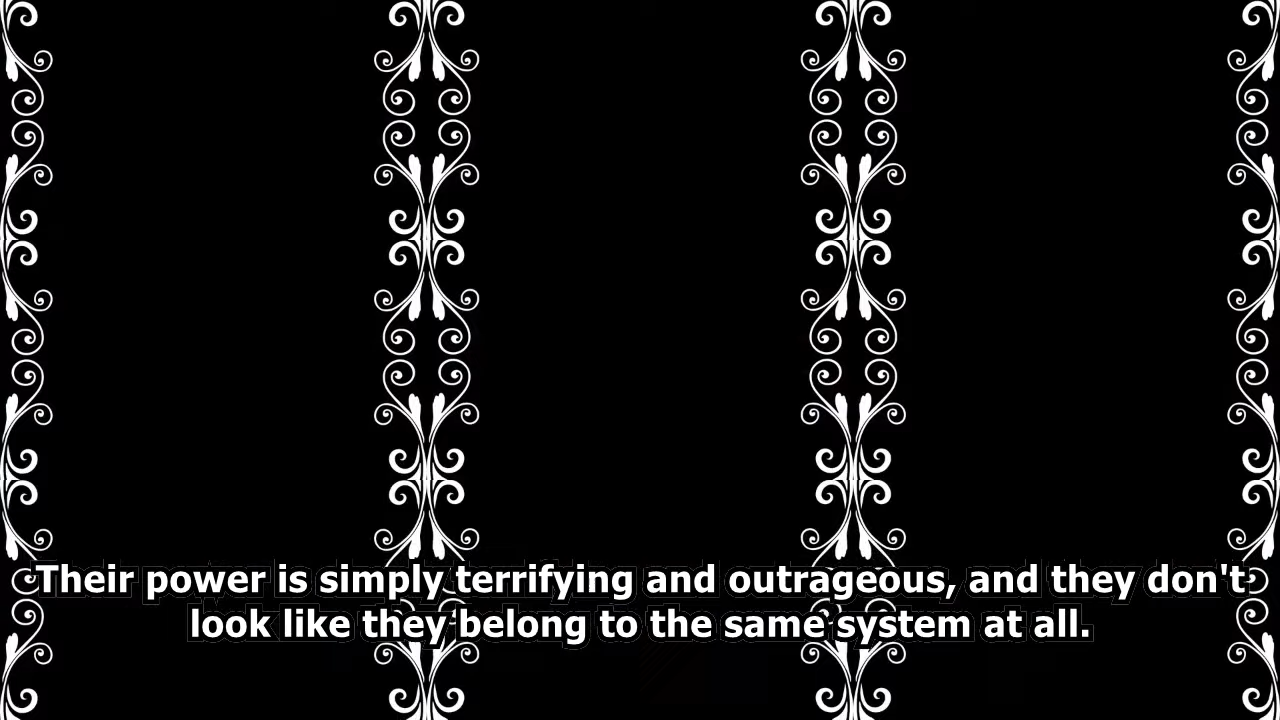 Their power is simply terrifying and outrageous, and they don't
look like they belong to the same system at all.